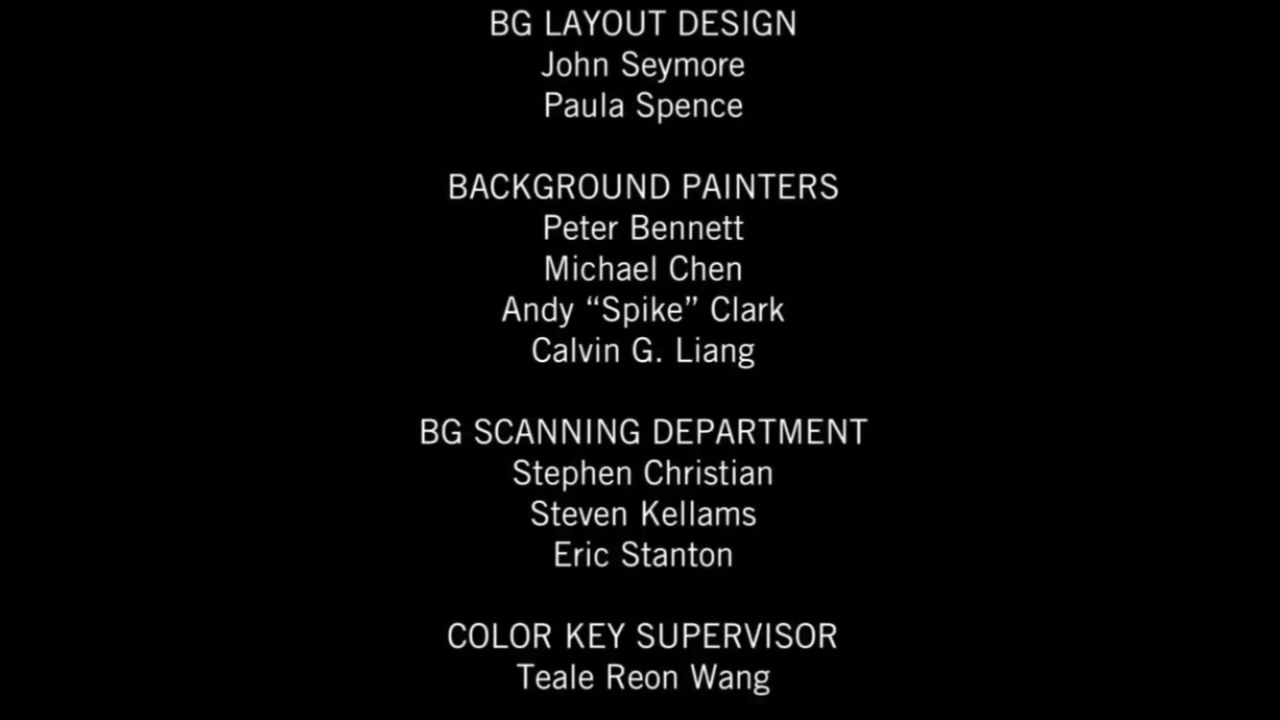 BG LAYOUT DESIGN
John Seymore
Paula Spence
BACKGROUND PAINTERS
Peter Bennett
Michael Chen
Andy “Spike” Clark
Calvin G. Liang
BG SCANNING DEPARTMENT
Stephen Christian
Steven Kellams
Eric Stanton
COLOR KEY SUPERVISOR
Teale Reon Wang